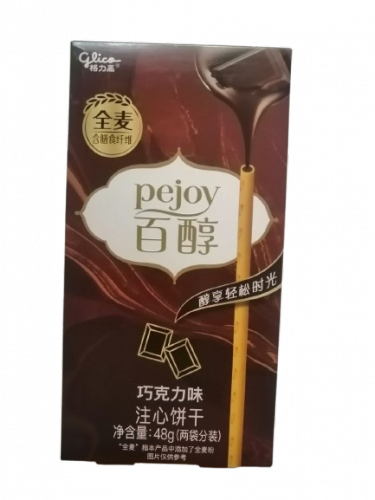 glico
格力高
全麦
含膳食纤维
pejoy
百醇
醇享轻松时光
巧克力味
注心饼干
净含量:48g(两袋分装)
“全麦”指本产品中添加了全麦粉
图片仅供参考